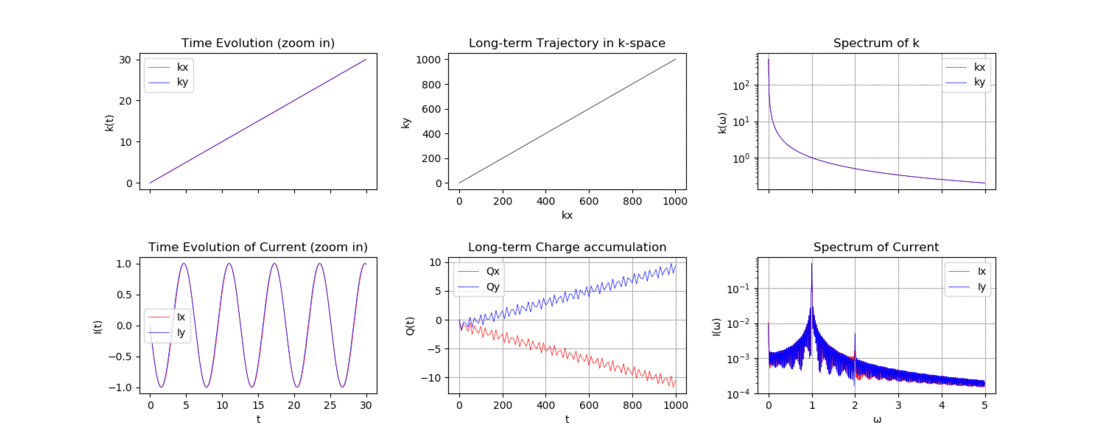 Time Evolution (zoom in)
30
20
10
0
k(t)
kx
ky
Long-term Trajectory in k-space
1000
800
600
400
200
0
ky
0 200 400 600 800 1000
kx
Spectrum of k
10²
10¹
10⁰
k(ω)
kx
ky
Time Evolution of Current (zoom in)
1.0
0.5
0.0
−0.5
−1.0
I(t)
Ix
Iy
0 5 10 15 20 25 30
t
Long-term Charge accumulation
10
5
0
−5
−10
Q(t)
Qx
Qy
0 200 400 600 800 1000
t
Spectrum of Current
10⁻¹
10⁻²
10⁻³
10⁻⁴
I(ω)
Ix
Iy
0 1 2 3 4 5
ω